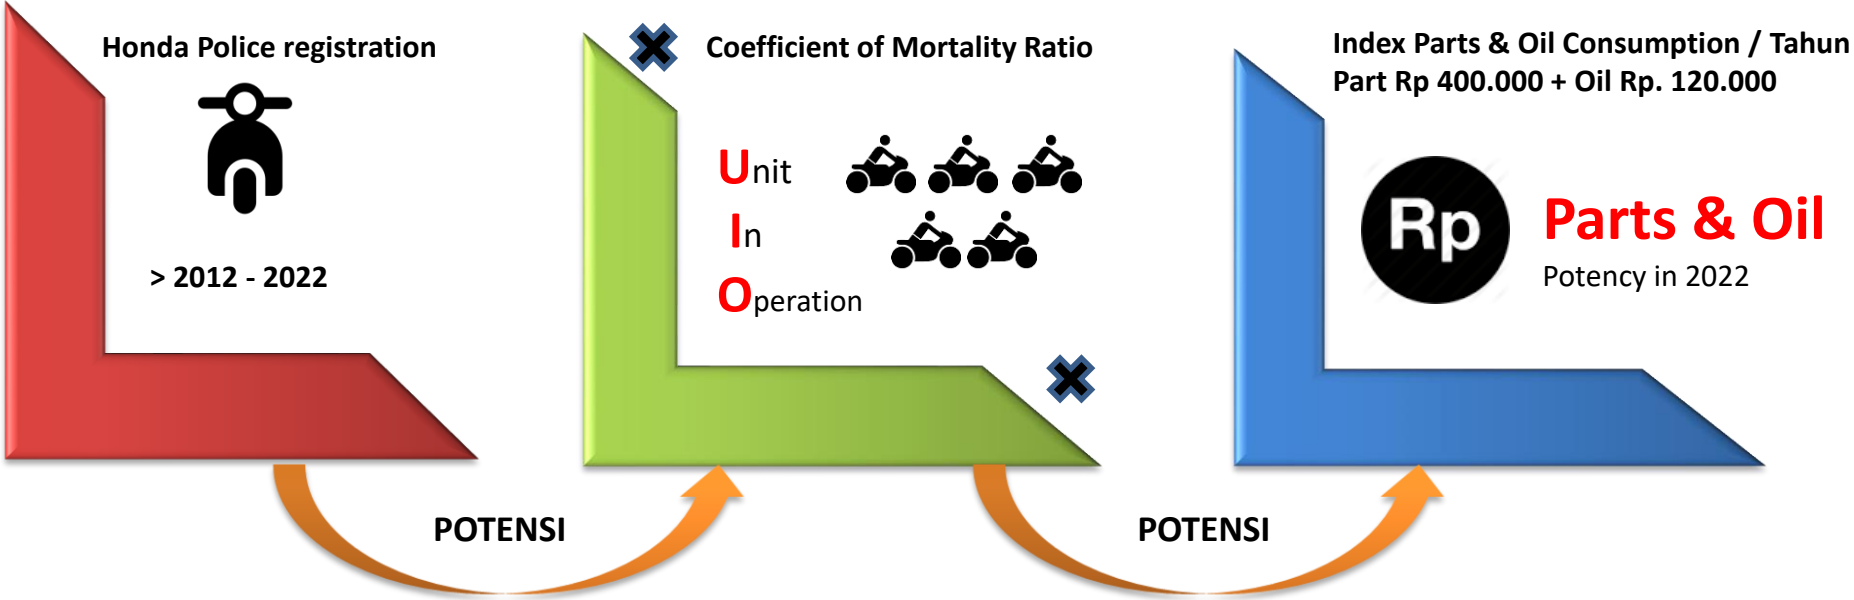 Honda Police registration
> 2012 - 2022
Coefficient of Mortality Ratio
Unit
In
Operation
Index Parts & Oil Consumption / Tahun
Part Rp 400.000 + Oil Rp. 120.000
Rp
Parts & Oil
Potency in 2022
POTENSI
POTENSI